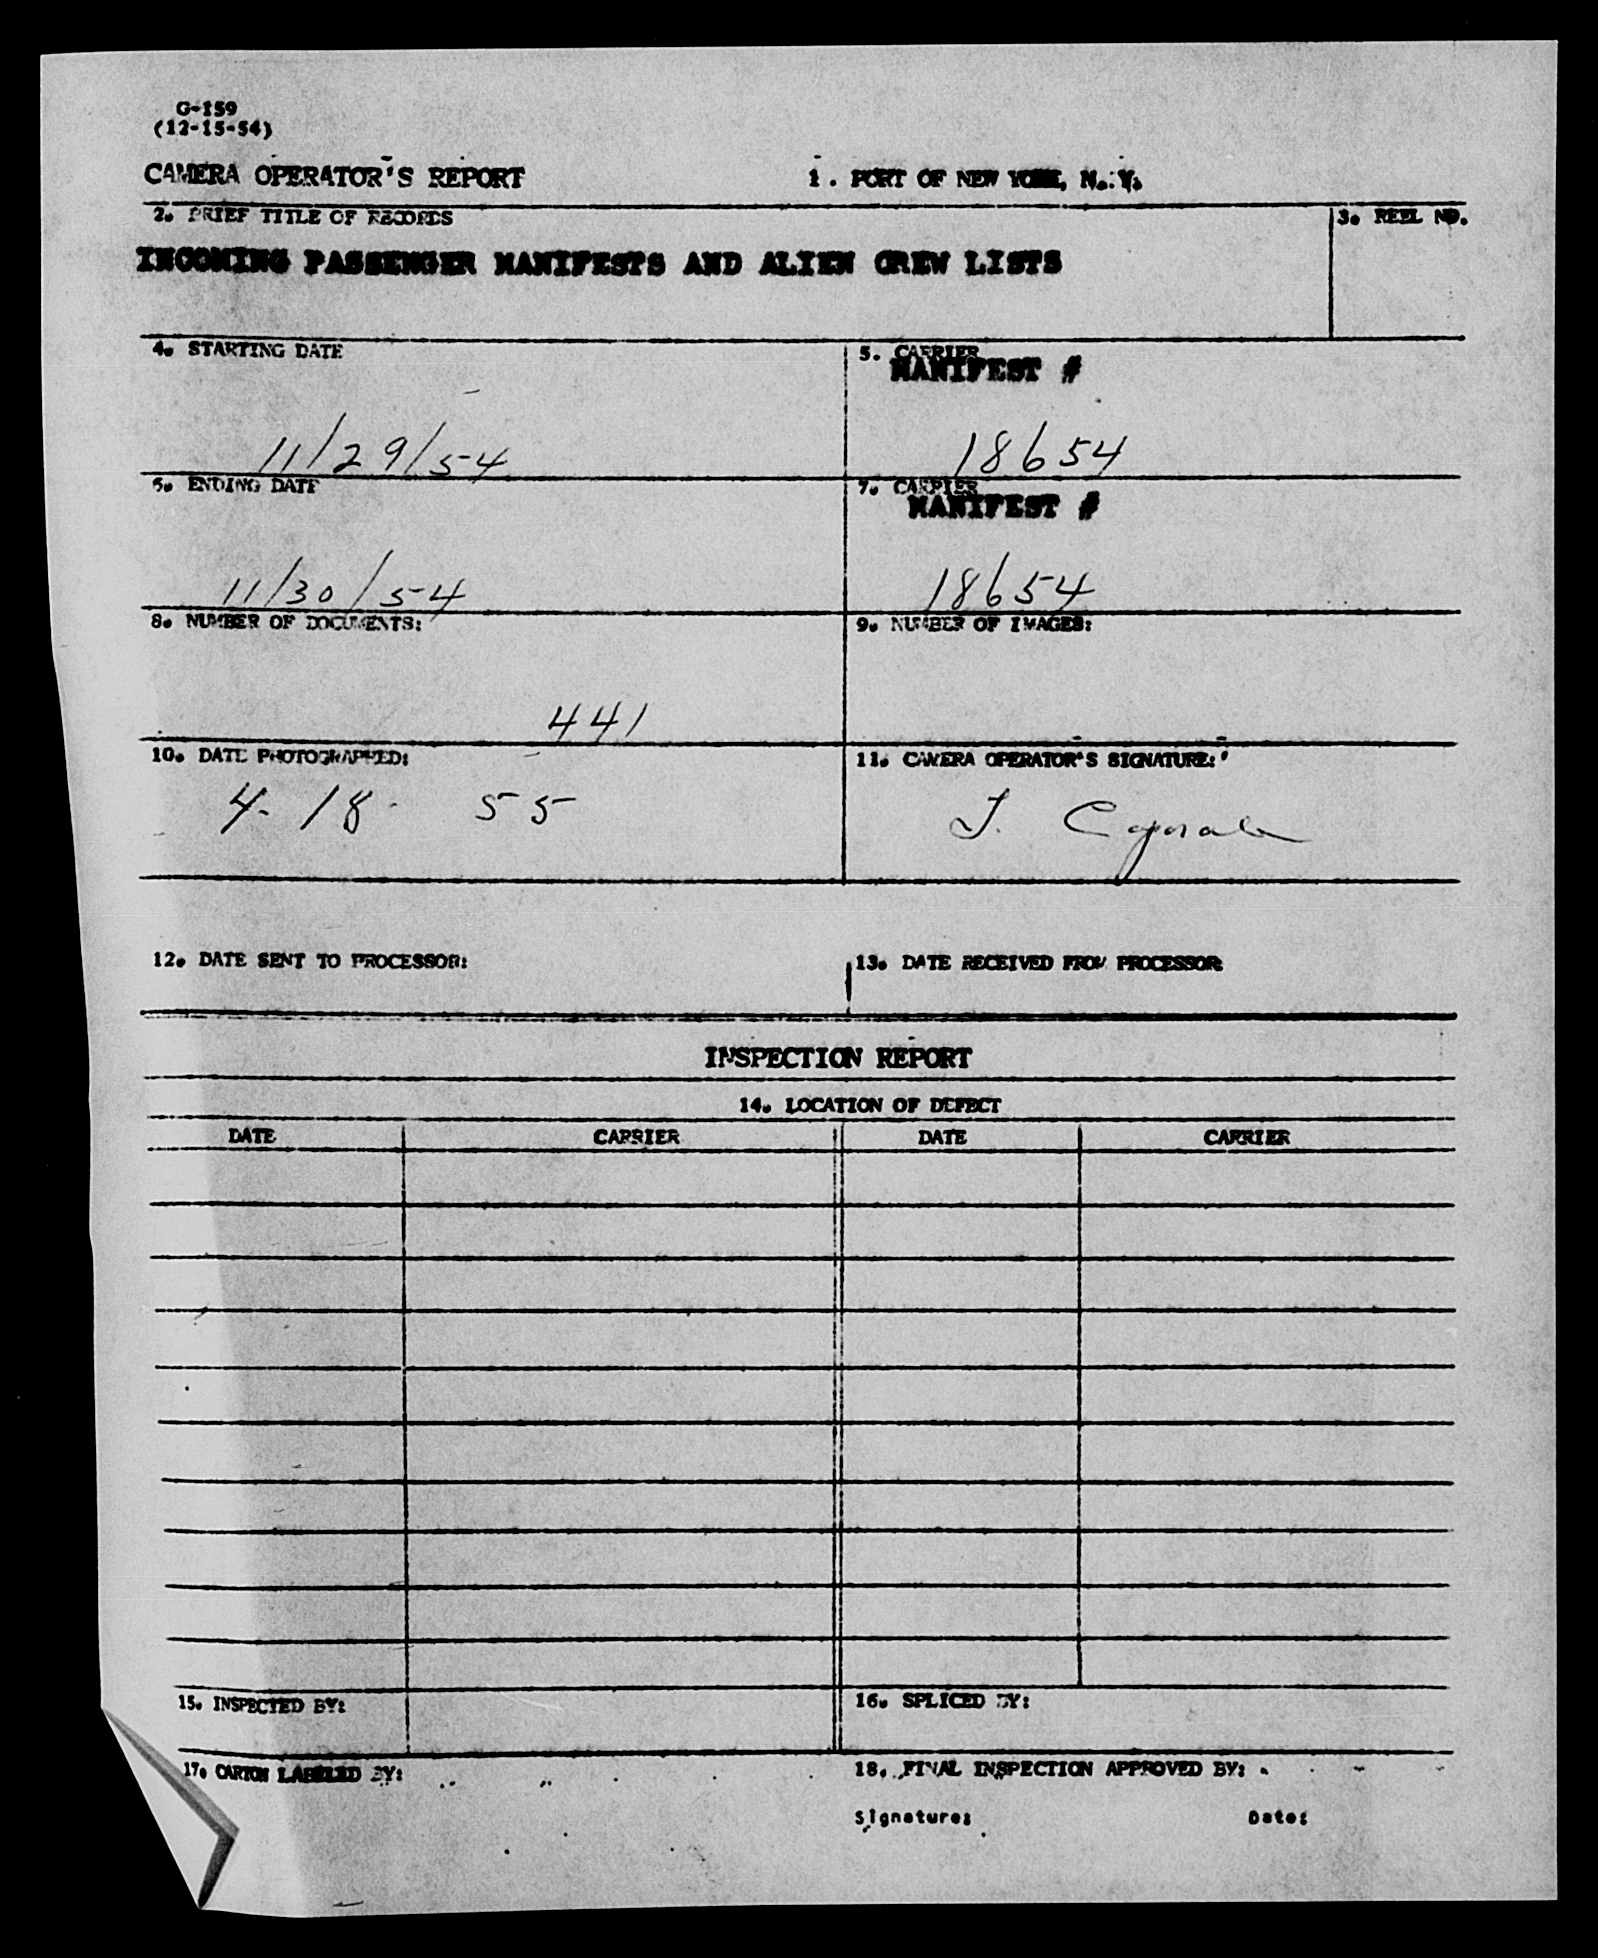 G-159
(12-15-54)
CAMERA OPERATOR'S REPORT
1. PORT OF NEW YORK, N. Y.
2. BRIEF TITLE OF RECORDS
3. REEL NO.
INCOMING PASSENGER MANIFESTS AND ALIEN CREW LISTS
4. STARTING DATE
5. CARRIER
MANIFEST #
11/29/54
18654
6. ENDING DATE
7. CARRIER
MANIFEST #
11/30/54
18654
8. NUMBER OF DOCUMENTS:
9. NUMBER OF IMAGES:
441
10. DATE PHOTOGRAPHED:
11. CAMERA OPERATOR'S SIGNATURE:
4-18-55
J.
12. DATE SENT TO PROCESSOR:
13. DATE RECEIVED FROM PROCESSOR
INSPECTION REPORT
14. LOCATION OF DEFECT
DATE CARRIER DATE CARRIER
15. INSPECTED BY:
16. SPLICED BY:
17. CARTON LABELED BY:
18. FINAL INSPECTION APPROVED BY:
Signature: Date: